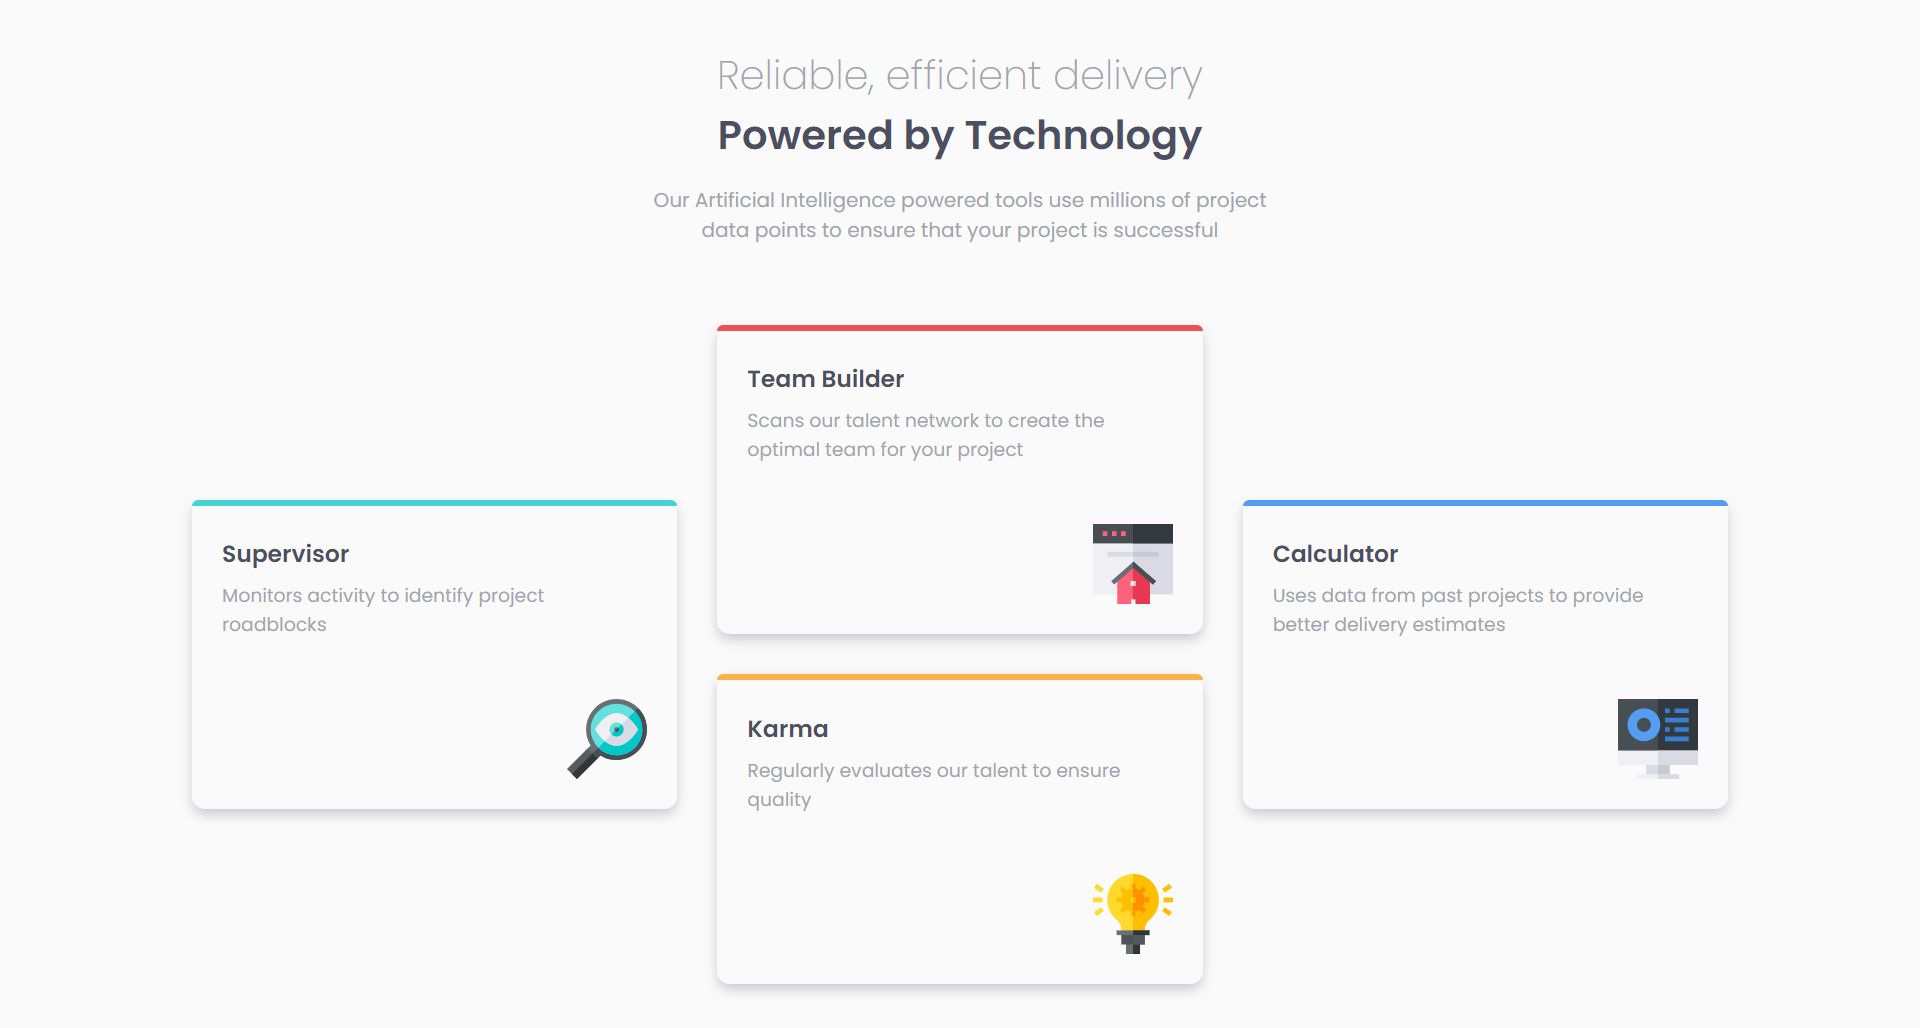 Reliable, efficient delivery
Powered by Technology
Our Artificial Intelligence powered tools use millions of project
data points to ensure that your project is successful
Supervisor
Monitors activity to identify project
roadblocks
Team Builder
Scans our talent network to create the
optimal team for your project
Karma
Regularly evaluates our talent to ensure
quality
Calculator
Uses data from past projects to provide
better delivery estimates